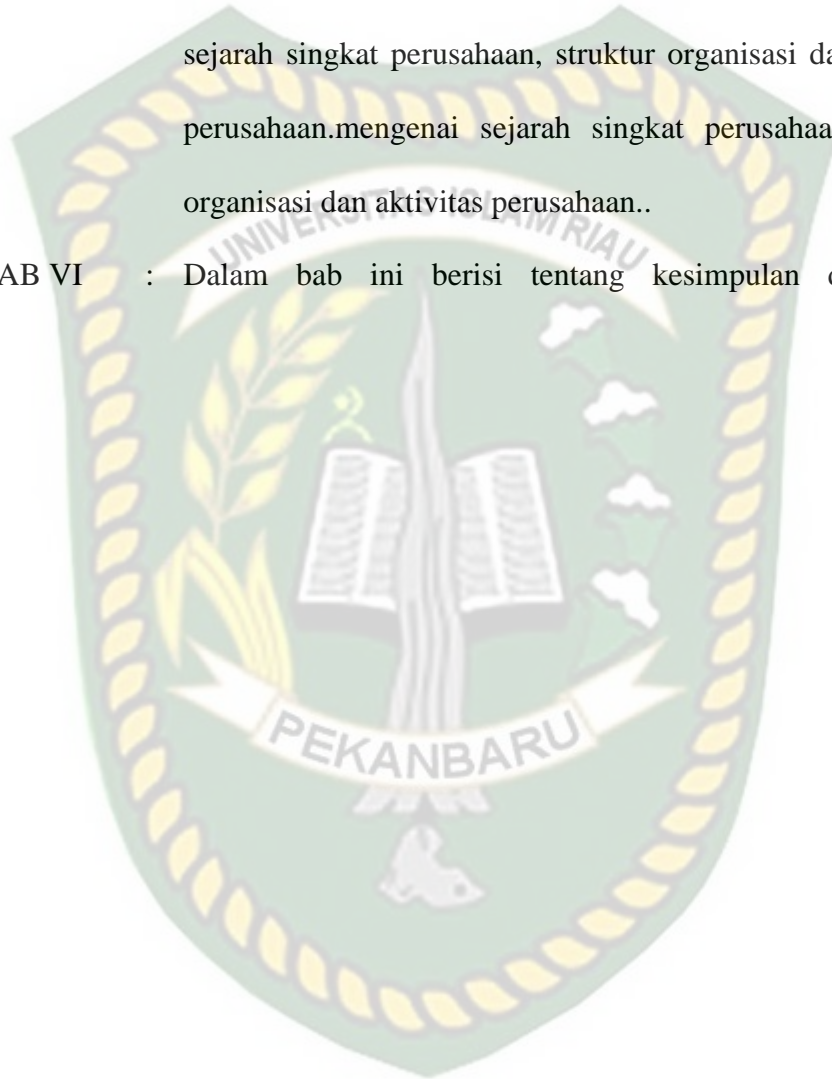 sejarah singkat perusahaan, struktur organisasi da
perusahaan.mengenai sejarah singkat perusahaa
organisasi dan aktivitas perusahaan..
AB VI : Dalam bab ini berisi tentang kesimpulan d
UNIVERSITAS ISLAM RIAU
PEKANBARU